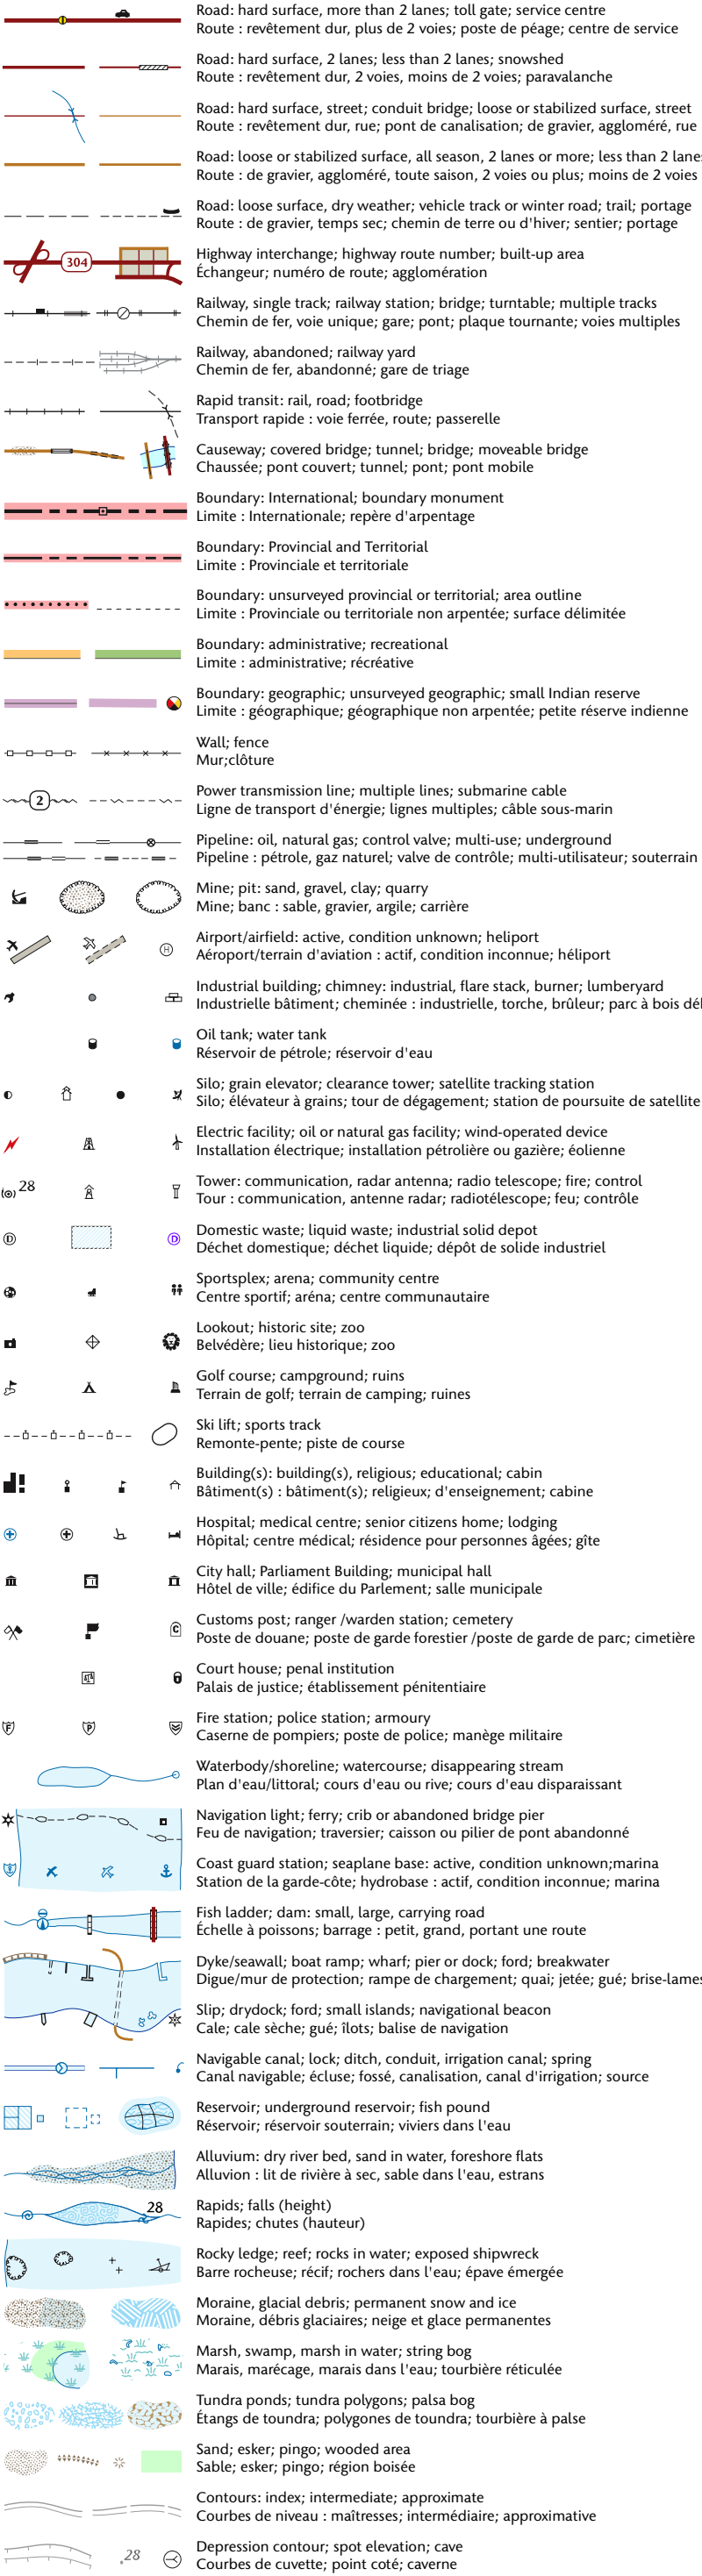 Road: hard surface, more than 2 lanes; toll gate; service centre
Route : revêtement dur, plus de 2 voies; poste de péage; centre de service
Road: hard surface, 2 lanes; less than 2 lanes; snowshed
Route : revêtement dur, 2 voies, moins de 2 voies; paravalanche
Road: hard surface, street; conduit bridge; loose or stabilized surface, street
Route : revêtement dur, rue; pont de canalisation; de gravier, aggloméré, rue
Road: loose or stabilized surface, all season, 2 lanes or more; less than 2 lanes
Route : de gravier, aggloméré, toute saison, 2 voies ou plus; moins de 2 voies
Road: loose surface, dry weather; vehicle track or winter road; trail; portage
Route : de gravier, temps sec; chemin de terre ou d'hiver; sentier; portage
304
Highway interchange; highway route number; built-up area
Échangeur; numéro de route; agglomération
Railway, single track; railway station; bridge; turntable; multiple tracks
Chemin de fer, voie unique; gare; pont; plaque tournante; voies multiples
Railway, abandoned; railway yard
Chemin de fer, abandonné; gare de triage
Rapid transit: rail, road; footbridge
Transport rapide : voie ferrée, route; passerelle
Causeway; covered bridge; tunnel; bridge; moveable bridge
Chaussée; pont couvert; tunnel; pont; pont mobile
Boundary: International; boundary monument
Limite : Internationale; repère d'arpentage
Boundary: Provincial and Territorial
Limite : Provinciale et territoriale
Boundary: unsurveyed provincial or territorial; area outline
Limite : Provinciale ou territoriale non arpentée; surface délimitée
Boundary: administrative; recreational
Limite : administrative; récréative
Boundary: geographic; unsurveyed geographic; small Indian reserve
Limite : géographique; géographique non arpentée; petite réserve indienne
Wall; fence
Mur;clôture
2
Power transmission line; multiple lines; submarine cable
Ligne de transport d'énergie; lignes multiples; câble sous-marin
Pipeline: oil, natural gas; control valve; multi-use; underground
Pipeline : pétrole, gaz naturel; valve de contrôle; multi-utilisateur; souterrain
Mine; pit: sand, gravel, clay; quarry
Mine; banc : sable, gravier, argile; carrière
H
Airport/airfield: active, condition unknown; heliport
Aéroport/terrain d'aviation : actif, condition inconnue; héliport
Industrial building; chimney: industrial, flare stack, burner; lumberyard
Industrielle bâtiment; cheminée : industrielle, torche, brûleur; parc à bois dél
Oil tank; water tank
Réservoir de pétrole; réservoir d'eau
Silo; grain elevator; clearance tower; satellite tracking station
Silo; élévateur à grains; tour de dégagement; station de poursuite de satellite
Electric facility; oil or natural gas facility; wind-operated device
Installation électrique; installation pétrolière ou gazière; éolienne
28
Tower: communication, radar antenna; radio telescope; fire; control
Tour : communication, antenne radar; radiotélescope; feu; contrôle
D D
Domestic waste; liquid waste; industrial solid depot
Déchet domestique; déchet liquide; dépôt de solide industriel
Sportsplex; arena; community centre
Centre sportif; aréna; centre communautaire
Lookout; historic site; zoo
Belvédère; lieu historique; zoo
Golf course; campground; ruins
Terrain de golf; terrain de camping; ruines
Ski lift; sports track
Remonte-pente; piste de course
Building(s): building(s), religious; educational; cabin
Bâtiment(s) : bâtiment(s); religieux; d'enseignement; cabine
Hospital; medical centre; senior citizens home; lodging
Hôpital; centre médical; résidence pour personnes âgées; gîte
City hall; Parliament Building; municipal hall
Hôtel de ville; édifice du Parlement; salle municipale
C
Customs post; ranger /warden station; cemetery
Poste de douane; poste de garde forestier /poste de garde de parc; cimetière
Court house; penal institution
Palais de justice; établissement pénitentiaire
F P
Fire station; police station; armoury
Caserne de pompiers; poste de police; manège militaire
Waterbody/shoreline; watercourse; disappearing stream
Plan d'eau/littoral; cours d'eau ou rive; cours d'eau disparaissant
Navigation light; ferry; crib or abandoned bridge pier
Feu de navigation; traversier; caisson ou pilier de pont abandonné
Coast guard station; seaplane base: active, condition unknown;marina
Station de la garde-côte; hydrobase : actif, condition inconnue; marina
Fish ladder; dam: small, large, carrying road
Échelle à poissons; barrage : petit, grand, portant une route
Dyke/seawall; boat ramp; wharf; pier or dock; ford; breakwater
Digue/mur de protection; rampe de chargement; quai; jetée; gué; brise-lames
Slip; drydock; ford; small islands; navigational beacon
Cale; cale sèche; gué; îlots; balise de navigation
Navigable canal; lock; ditch, conduit, irrigation canal; spring
Canal navigable; écluse; fossé, canalisation, canal d'irrigation; source
Reservoir; underground reservoir; fish pound
Réservoir; réservoir souterrain; viviers dans l'eau
Alluvium: dry river bed, sand in water, foreshore flats
Alluvion : lit de rivière à sec, sable dans l'eau, estrans
28
Rapids; falls (height)
Rapides; chutes (hauteur)
Rocky ledge; reef; rocks in water; exposed shipwreck
Barre rocheuse; récif; rochers dans l'eau; épave émergée
Moraine, glacial debris; permanent snow and ice
Moraine, débris glaciaires; neige et glace permanentes
Marsh, swamp, marsh in water; string bog
Marais, marécage, marais dans l'eau; tourbière réticulée
Tundra ponds; tundra polygons; palsa bog
Étangs de toundra; polygones de toundra; tourbière à palse
Sand; esker; pingo; wooded area
Sable; esker; pingo; région boisée
Contours: index; intermediate; approximate
Courbes de niveau : maîtresses; intermédiaire; approximative
.28
Depression contour; spot elevation; cave
Courbes de cuvette; point coté; caverne